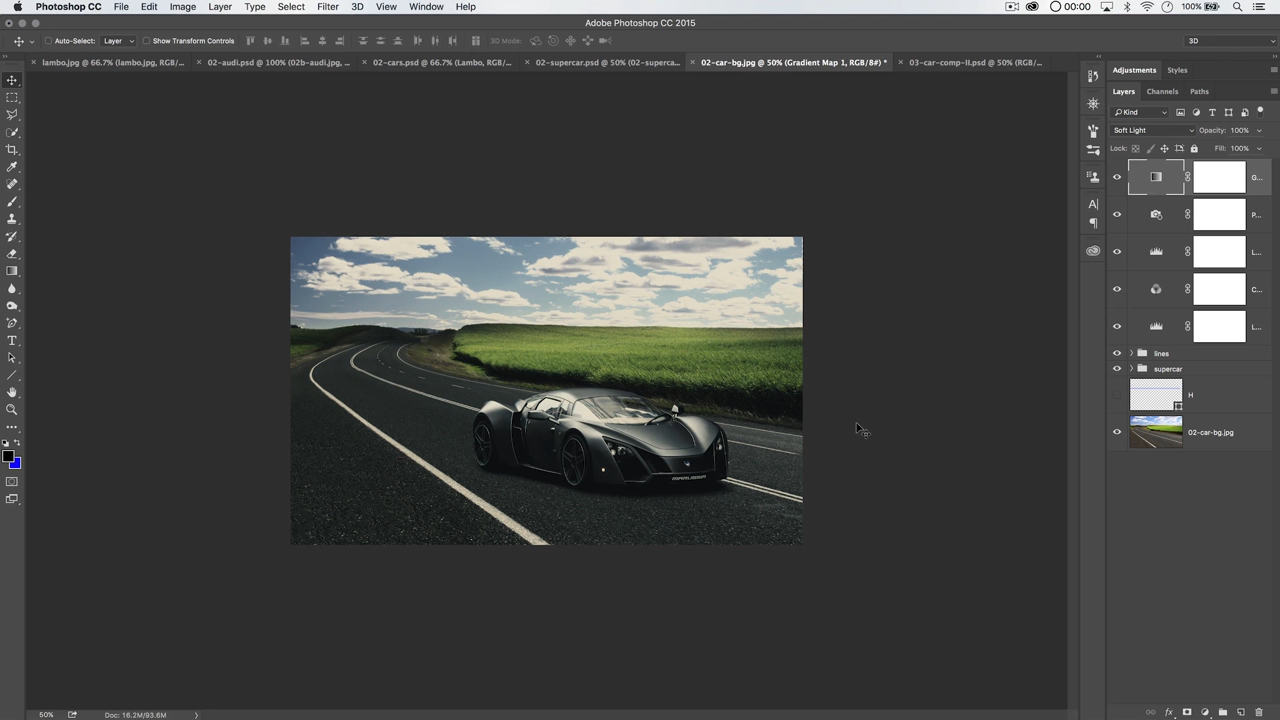 Photoshop CC File Edit Image Layer Type Select Filter 3D View Window Help 00:00 100%
Adobe Photoshop CC 2015
Auto-Select: Layer Show Transform Controls 3D Mode: 3D
lambo.jpg @ 66.7% (lambo.jpg, RGB/... 02-audi.psd @ 100% (02b-audi.jpg, ... 02-cars.psd @ 66.7% (Lambo, RGB/... 02-supercar.psd @ 50% (02-superca... 02-car-bg.jpg @ 50% (Gradient Map 1, RGB/8#) * 03-car-comp-II.psd @ 50% (RGB/...
Adjustments Styles
Layers Channels Paths
Kind
Soft Light Opacity: 100%
Lock: Fill: 100%
G...
P...
L...
C...
L...
lines
supercar
H
02-car-bg.jpg
MARUSSIA
50% Doc: 16.2M/93.6M